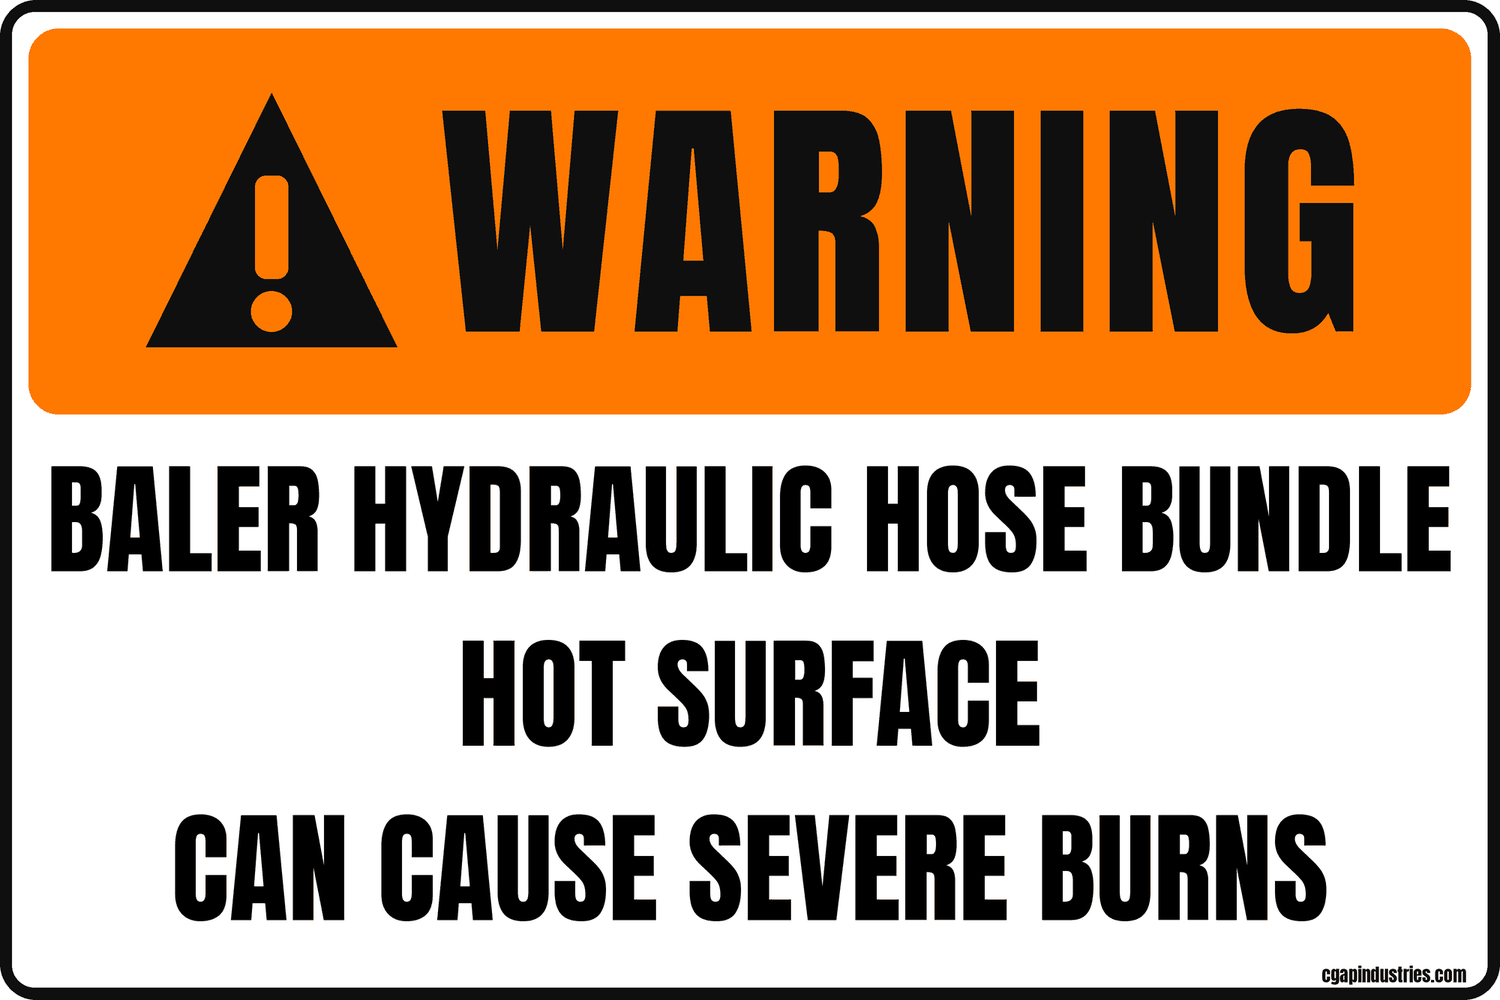 WARNING
BALER HYDRAULIC HOSE BUNDLE
HOT SURFACE
CAN CAUSE SEVERE BURNS
cgapindustries.com